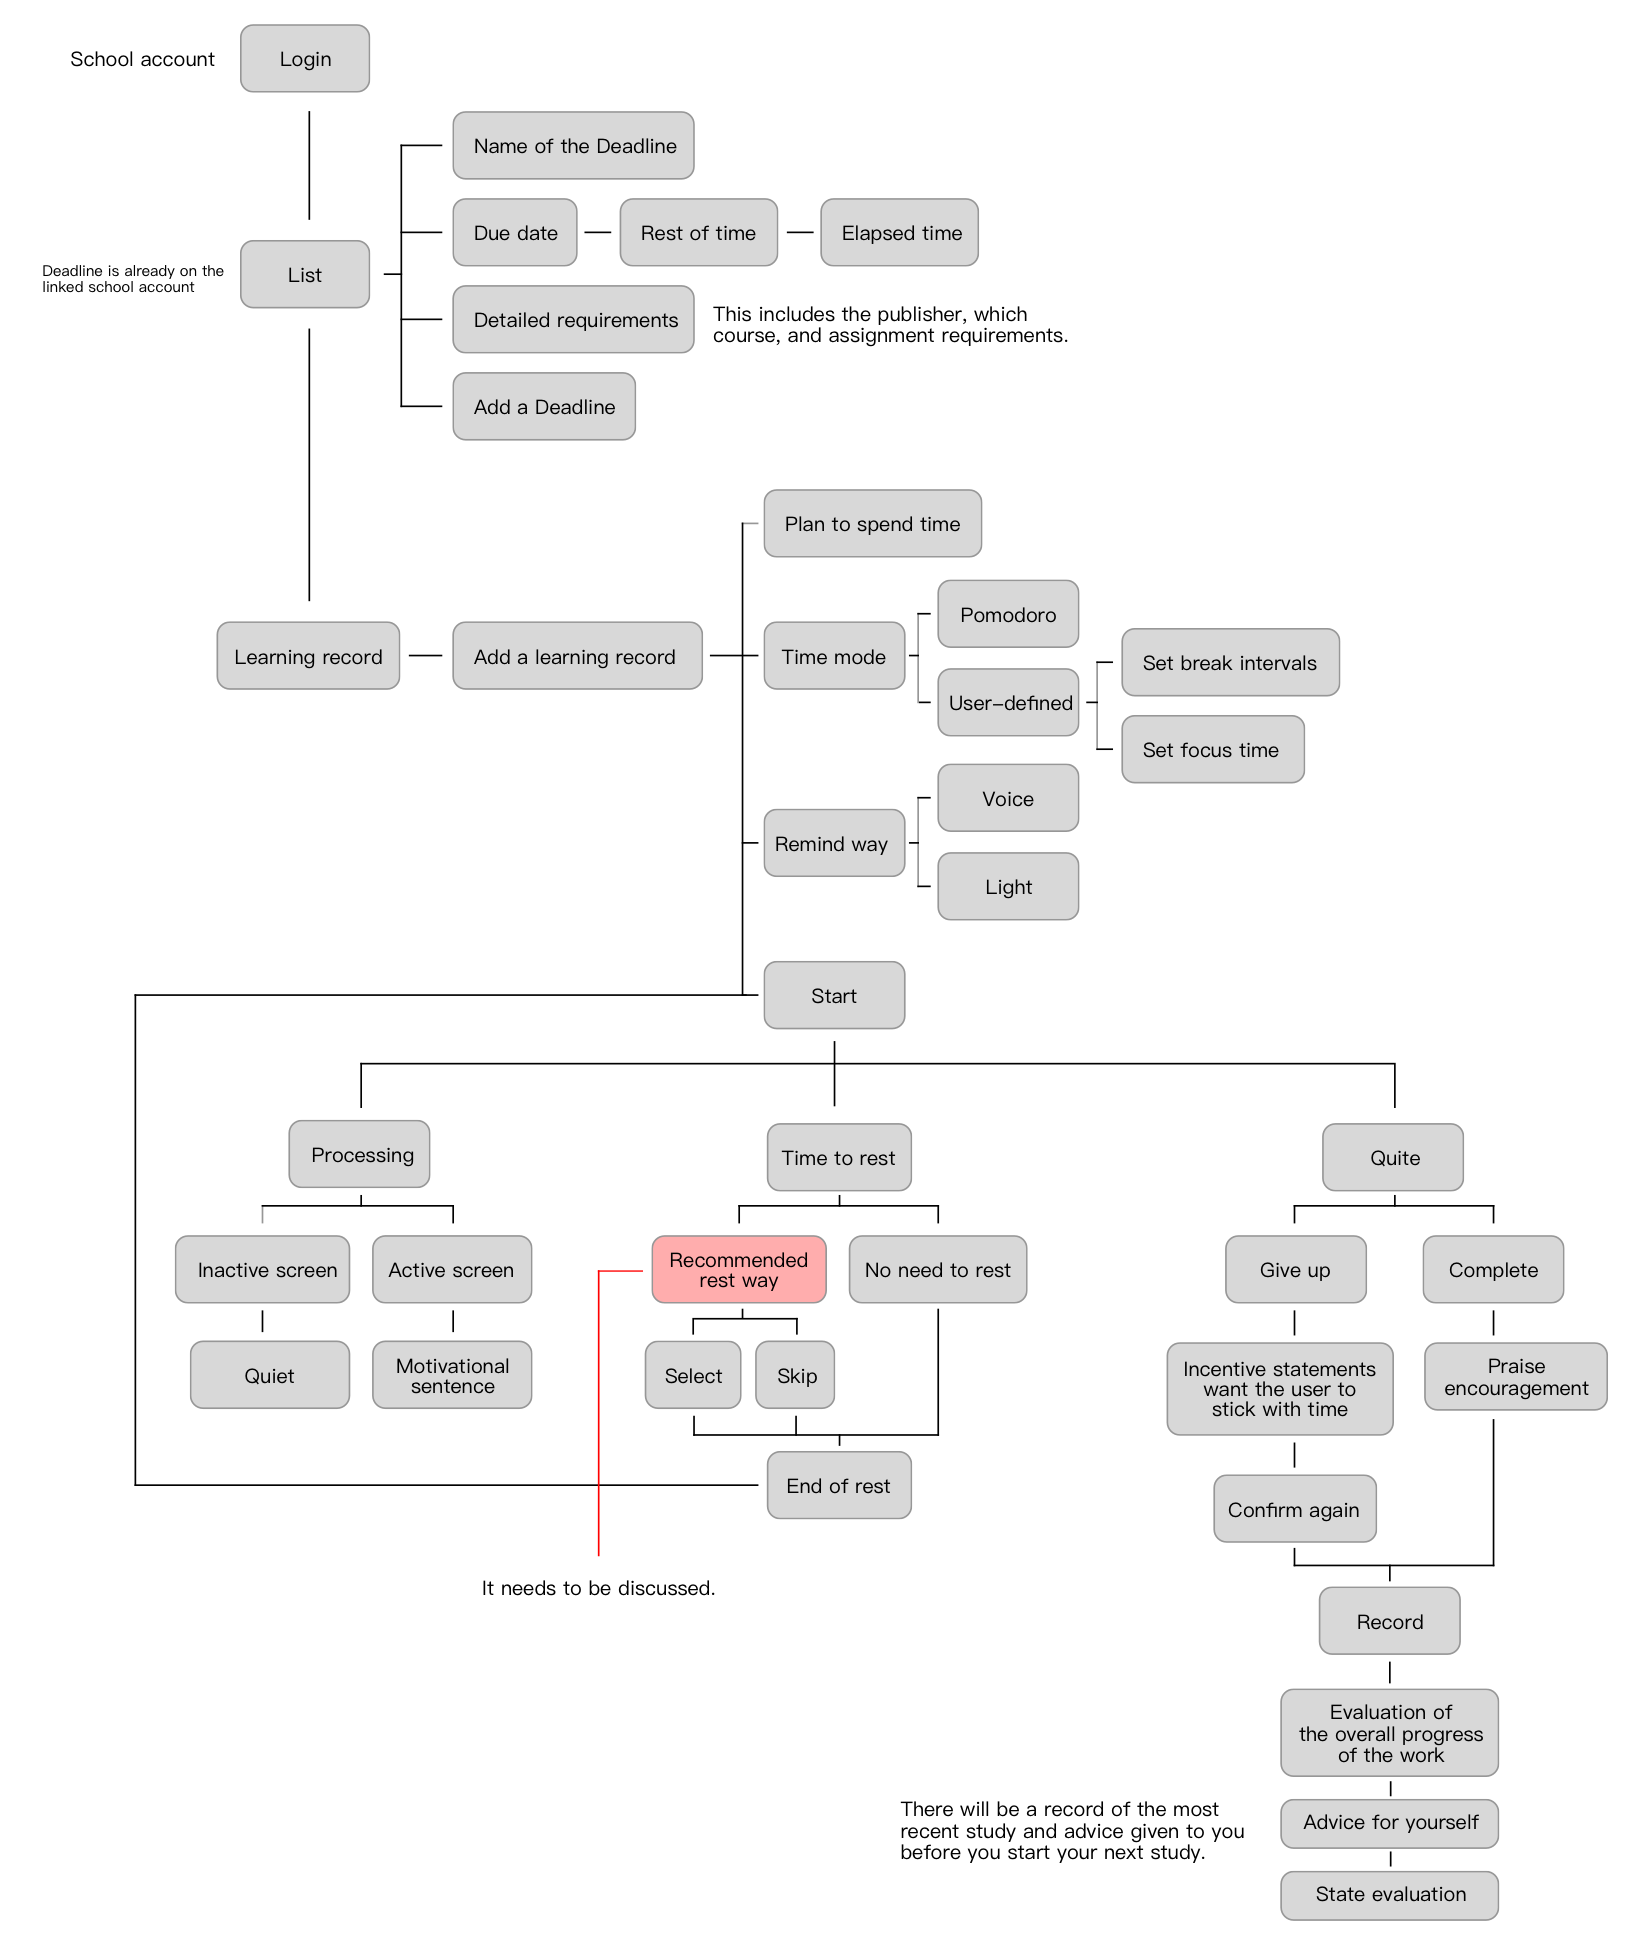 School account
Login
Name of the Deadline
Due date
Rest of time
Elapsed time
Deadline is already on the
linked school account
List
Detailed requirements
This includes the publisher, which
course, and assignment requirements.
Add a Deadline
Plan to spend time
Learning record
Add a learning record
Time mode
Pomodoro
User-defined
Set break intervals
Set focus time
Remind way
Voice
Light
Start
Processing
Time to rest
Quite
Inactive screen
Active screen
Recommended
rest way
No need to rest
Give up
Complete
Quiet
Motivational
sentence
Select
Skip
Incentive statements
want the user to
stick with time
Praise
encouragement
End of rest
Confirm again
It needs to be discussed.
Record
Evaluation of
the overall progress
of the work
There will be a record of the most
recent study and advice given to you
before you start your next study.
Advice for yourself
State evaluation